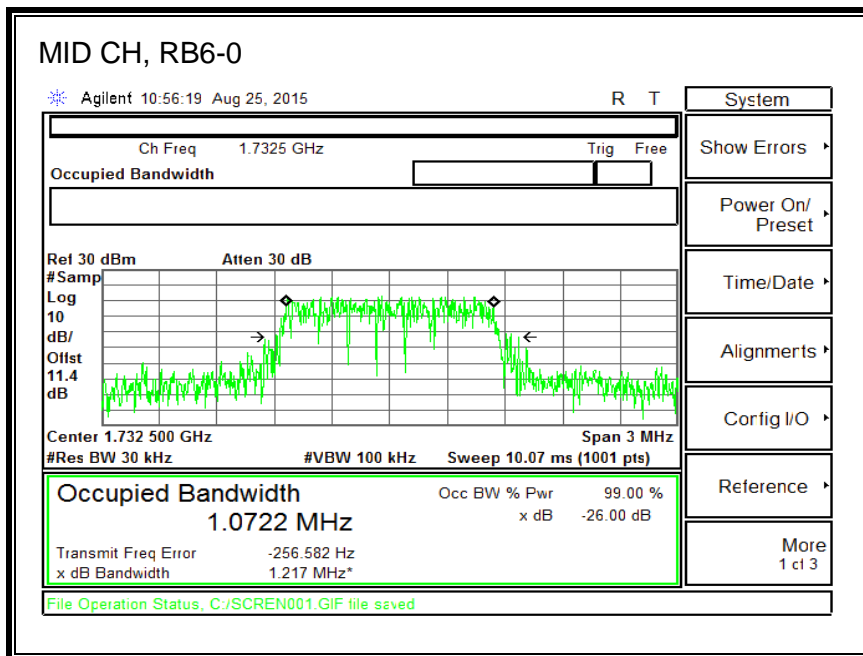 MID CH, RB6-0
Agilent 10:56:19 Aug 25, 2015 R T
System
Ch Freq 1.7325 GHz Trig Free
Occupied Bandwidth
Show Errors
Power On/
Preset
Time/Date
Alignments
Config I/O
Reference
More
1 of 3
Ref 30 dBm Atten 30 dB
#Samp
Log
10
dB/
Offst
11.4
dB
Center 1.732 500 GHz Span 3 MHz
#Res BW 30 kHz #VBW 100 kHz Sweep 10.07 ms (1001 pts)
Occupied Bandwidth
1.0722 MHz
Occ BW % Pwr 99.00 %
x dB -26.00 dB
Transmit Freq Error -256.582 Hz
x dB Bandwidth 1.217 MHz*
File Operation Status, C:/SCREN001.GIF file saved